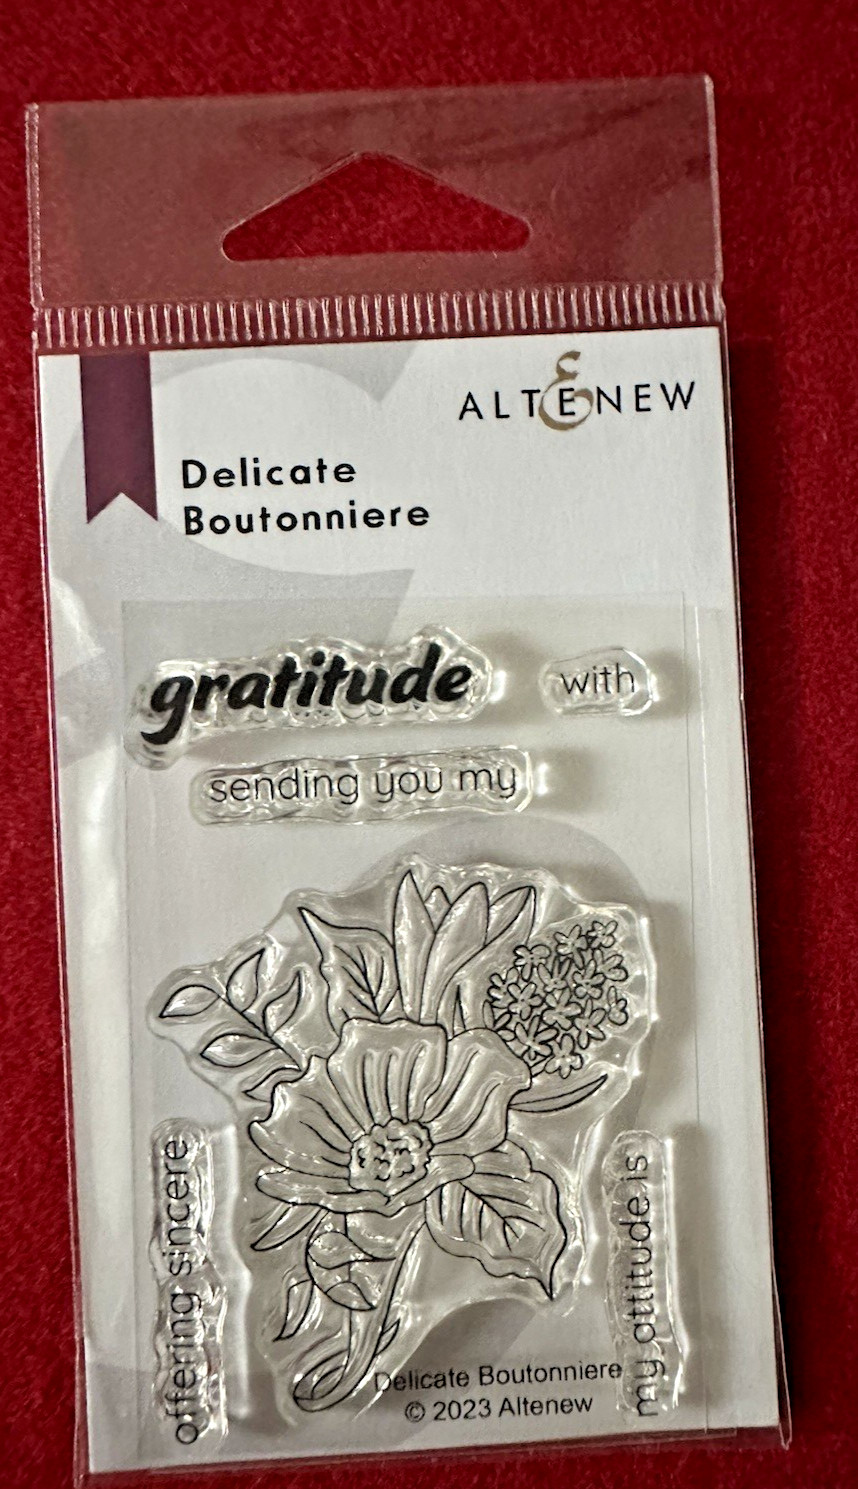 ALTENEW
Delicate
Boutonniere
gratitude
with
sending you my
offering sincere
my attitude is
Delicate Boutonniere
© 2023 Altenew